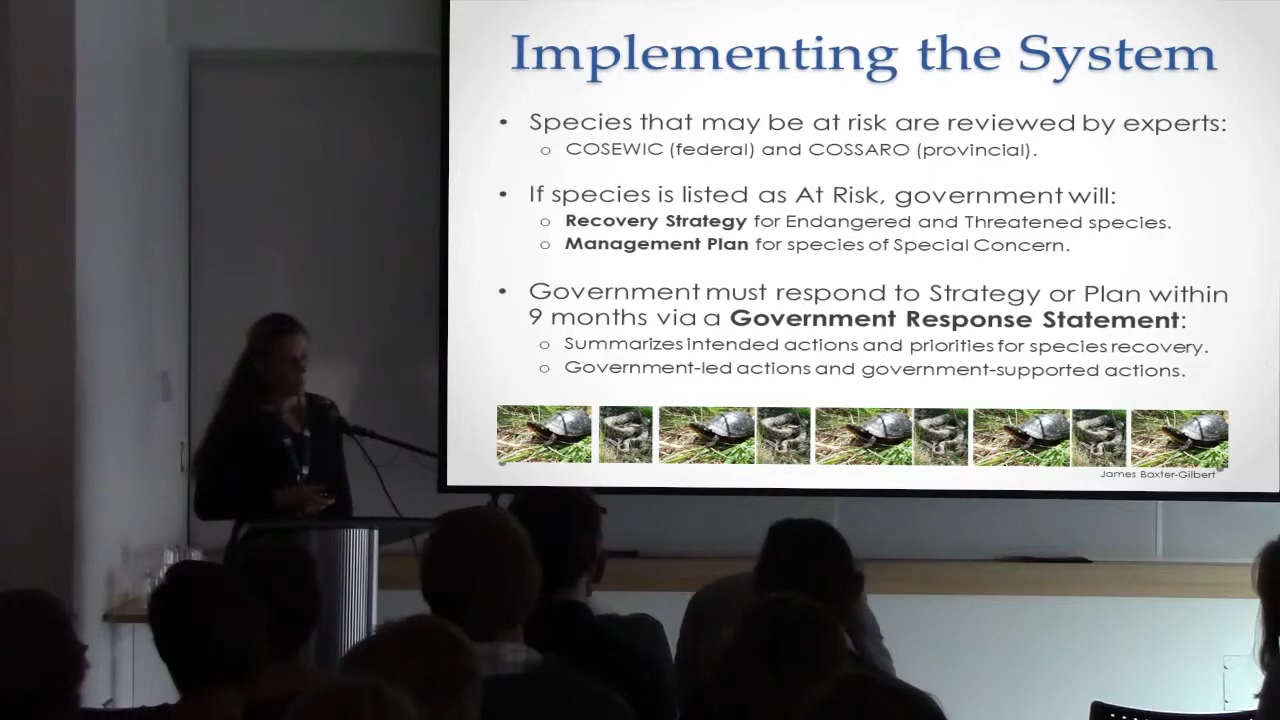 Implementing the System
• Species that may be at risk are reviewed by experts:
o COSEWIC (federal) and COSSARO (provincial).
• If species is listed as At Risk, government will:
o Recovery Strategy for Endangered and Threatened species.
o Management Plan for species of Special Concern.
• Government must respond to Strategy or Plan within
9 months via a Government Response Statement:
o Summarizes intended actions and priorities for species recovery.
o Government-led actions and government-supported actions.
James Baxter-Gilbert